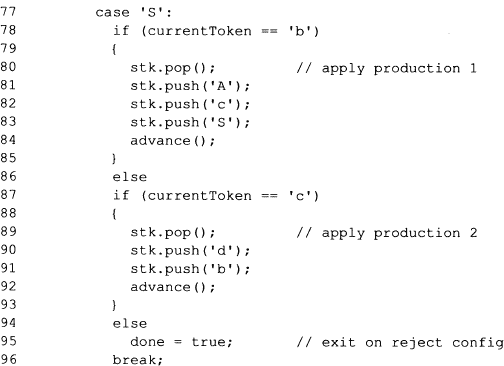 77 case 'S':
78 if (currentToken == 'b')
79 {
80 stk.pop(); // apply production 1
81 stk.push('A');
82 stk.push('c');
83 stk.push('S');
84 advance();
85 }
86 else
87 if (currentToken == 'c')
88 {
89 stk.pop(); // apply production 2
90 stk.push('d');
91 stk.push('b');
92 advance();
93 }
94 else
95 done = true; // exit on reject config
96 break;